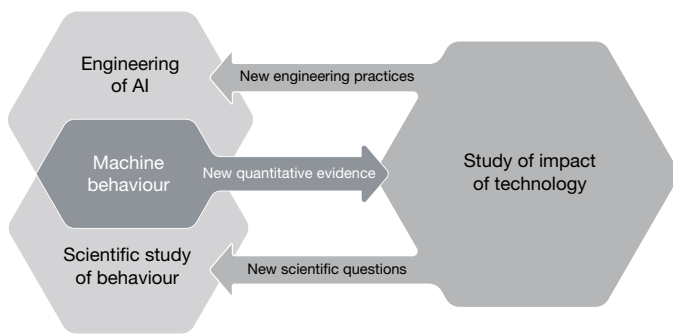 Engineering
of AI
New engineering practices
Machine
behaviour
New quantitative evidence
Study of impact
of technology
Scientific study
of behaviour
New scientific questions